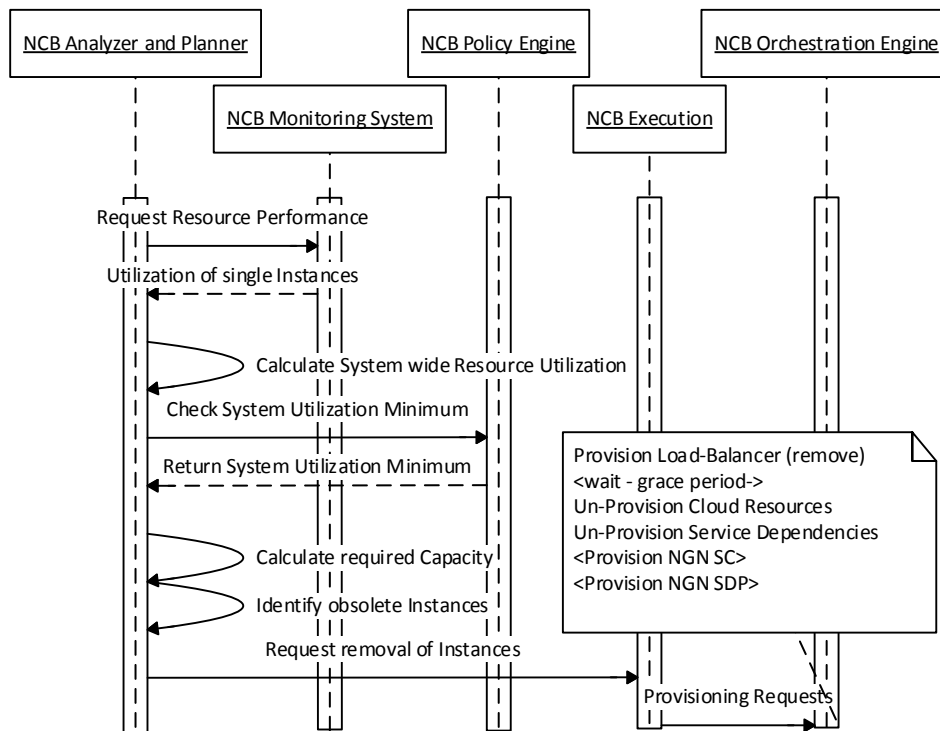 NCB Analyzer and Planner
NCB Policy Engine
NCB Orchestration Engine
NCB Monitoring System
NCB Execution
Request Resource Performance
Utilization of single Instances
Calculate System wide Resource Utilization
Check System Utilization Minimum
Return System Utilization Minimum
Provision Load-Balancer (remove)
<wait - grace period->
Un-Provision Cloud Resources
Un-Provision Service Dependencies
<Provision NGN SC>
<Provision NGN SDP>
Calculate required Capacity
Identify obsolete Instances
Request removal of Instances
Provisioning Requests